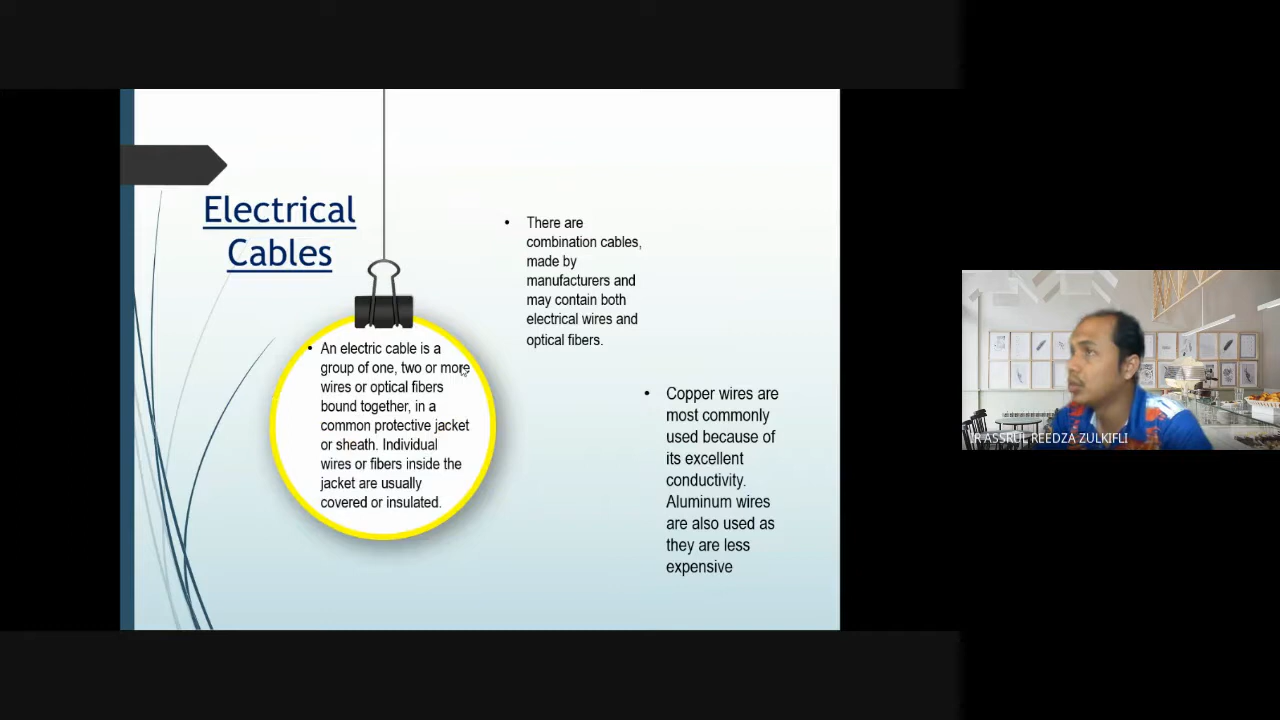 Electrical
Cables
• An electric cable is a
group of one, two or more
wires or optical fibers
bound together, in a
common protective jacket
or sheath. Individual
wires or fibers inside the
jacket are usually
covered or insulated.
• There are
combination cables,
made by
manufacturers and
may contain both
electrical wires and
optical fibers.
• Copper wires are
most commonly
used because of
its excellent
conductivity.
Aluminum wires
are also used as
they are less
expensive
IR ASSRUL REEDZA ZULKIFLI